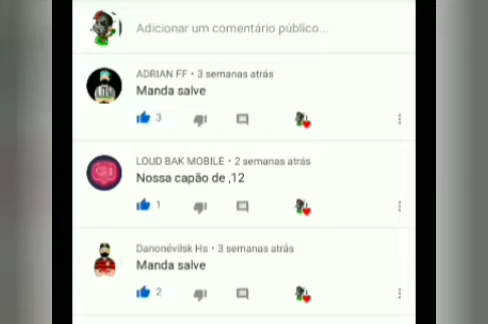 Adicionar um comentário público...
ADRIAN FF • 3 semanas atrás
Manda salve
3
LOUD BAK MOBILE • 2 semanas atrás
Nossa capão de ,12
1
Danonévilsk Hs • 3 semanas atrás
Manda salve
2